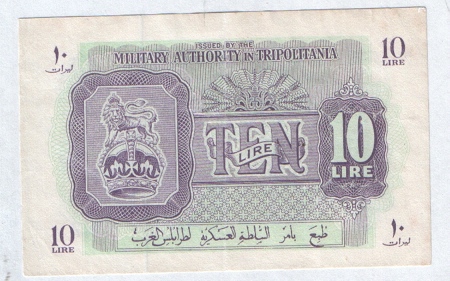 ١٠
ليرات
ISSUED BY THE
MILITARY AUTHORITY IN TRIPOLITANIA
10
LIRE
TEN
LIRE
10
LIRE
10
LIRE
طبع بامر السلطة العسكرية لطرابلس الغرب
١٠
ليرات